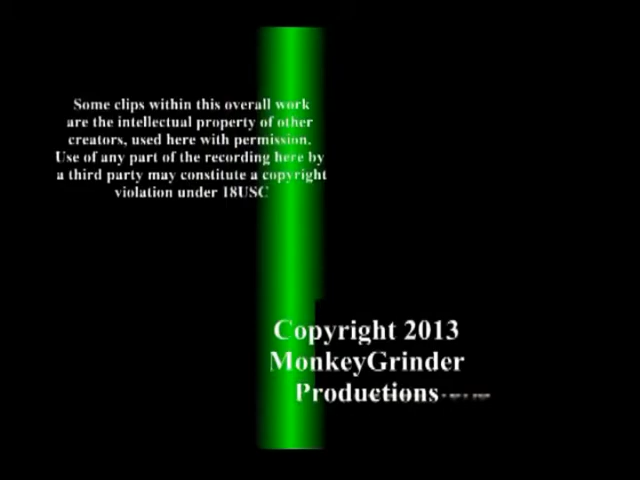 Some clips within this overall work
are the intellectual property of other
creators, used here with permission.
Use of any part of the recording here by
a third party may constitute a copyright
violation under 18USC
Copyright 2013
MonkeyGrinder
Productions